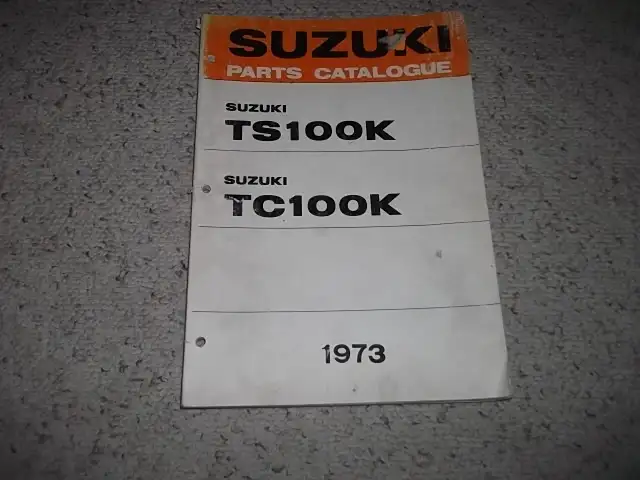 SUZUKI
PARTS CATALOGUE
SUZUKI
TS100K
SUZUKI
TC100K
1973